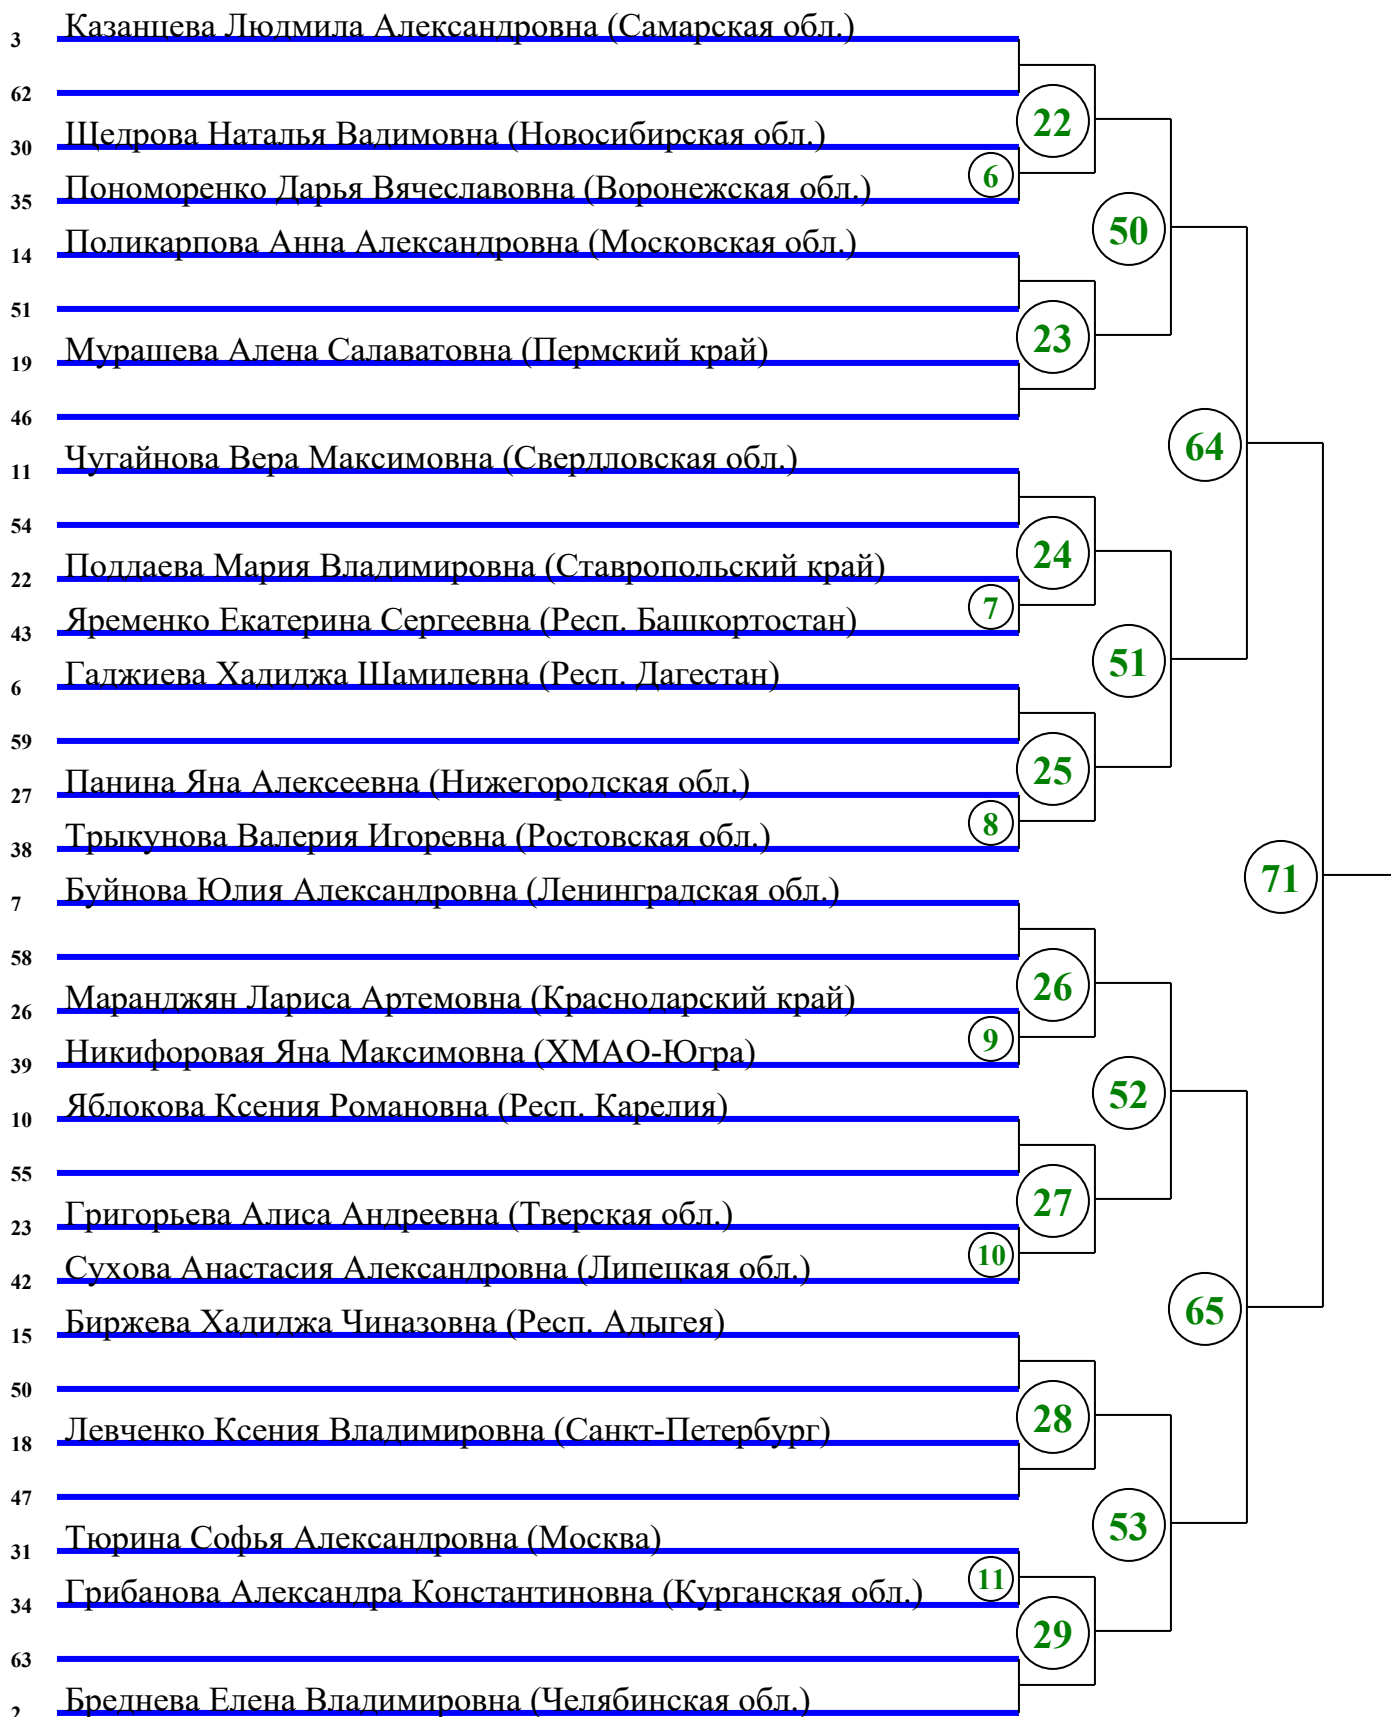 3 Казанцева Людмила Александровна (Самарская обл.)
62
22
30 Щедрова Наталья Вадимовна (Новосибирская обл.)
6
35 Пономоренко Дарья Вячеславовна (Воронежская обл.)
50
14 Поликарпова Анна Александровна (Московская обл.)
51
23
19 Мурашева Алена Салаватовна (Пермский край)
46
64
11 Чугайнова Вера Максимовна (Свердловская обл.)
54
24
22 Поддаева Мария Владимировна (Ставропольский край)
7
43 Яременко Екатерина Сергеевна (Респ. Башкортостан)
51
6 Гаджиева Хадиджа Шамилевна (Респ. Дагестан)
59
25
27 Панина Яна Алексеевна (Нижегородская обл.)
8
38 Трыкунова Валерия Игоревна (Ростовская обл.)
71
7 Буйнова Юлия Александровна (Ленинградская обл.)
58
26
26 Маранджян Лариса Артемовна (Краснодарский край)
9
39 Никифоровая Яна Максимовна (ХМАО-Югра)
52
10 Яблокова Ксения Романовна (Респ. Карелия)
55
27
23 Григорьева Алиса Андреевна (Тверская обл.)
10
42 Сухова Анастасия Александровна (Липецкая обл.)
65
15 Биржева Хадиджа Чиназовна (Респ. Адыгея)
50
28
18 Левченко Ксения Владимировна (Санкт-Петербург)
47
53
31 Тюрина Софья Александровна (Москва)
11
34 Грибанова Александра Константиновна (Курганская обл.)
29
63
2 Бреднева Елена Владимировна (Челябинская обл.)